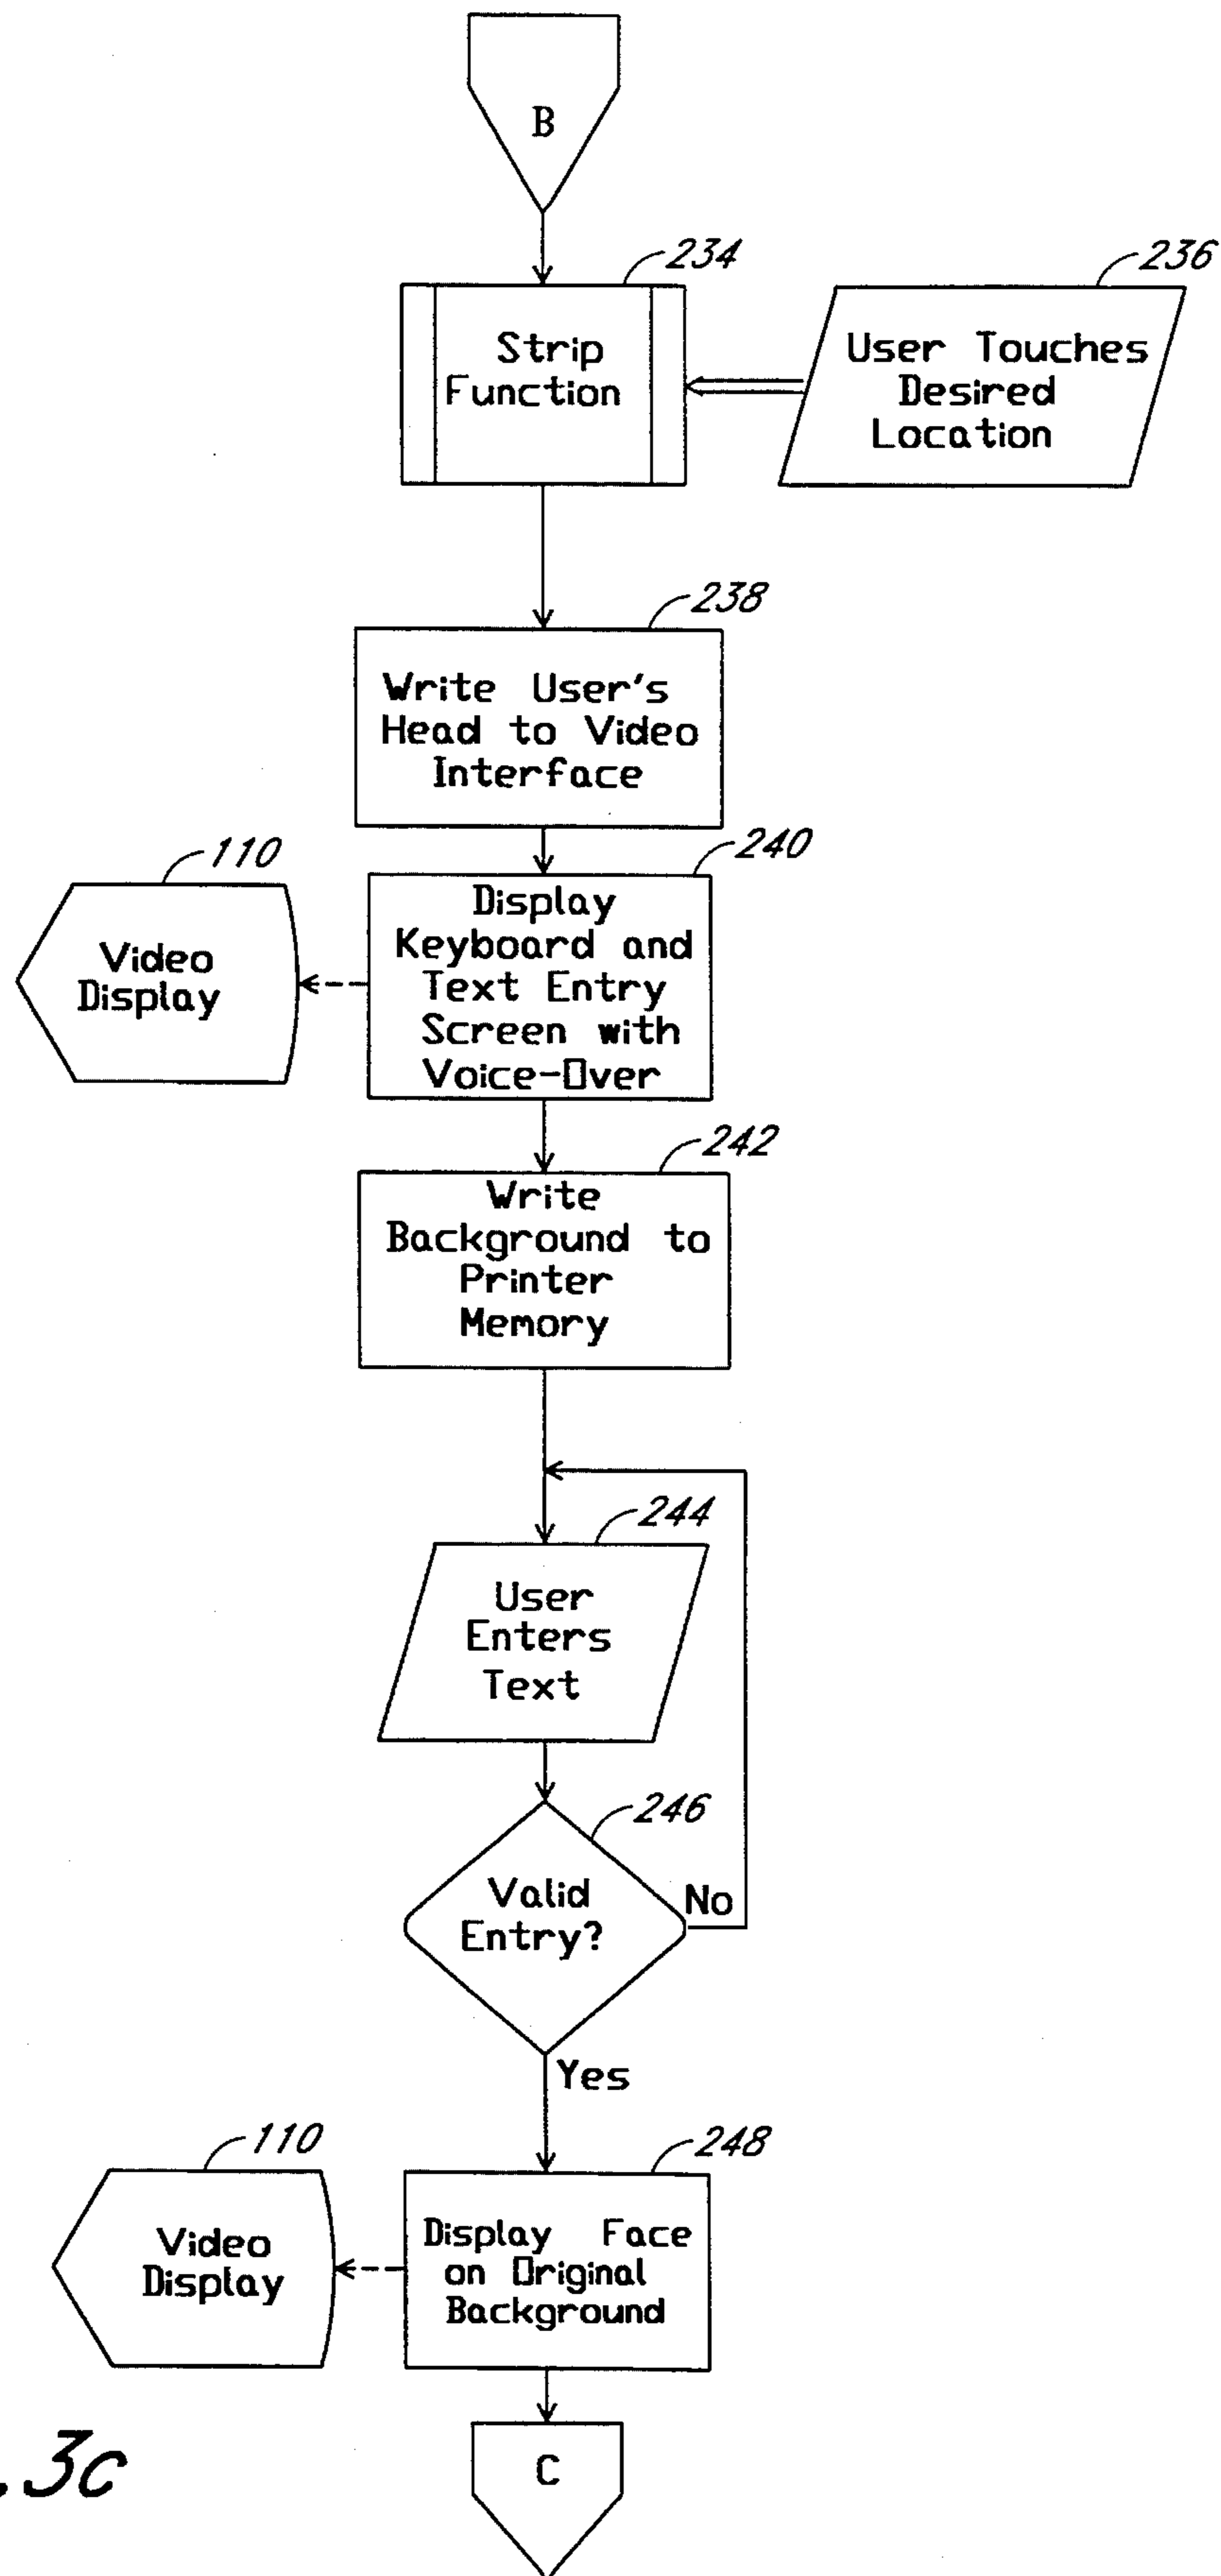 B
234
Strip
Function
236
User Touches
Desired
Location
238
Write User's
Head to Video
Interface
110
Video
Display
240
Display
Keyboard and
Text Entry
Screen with
Voice-Over
242
Write
Background to
Printer
Memory
244
User
Enters
Text
246
Valid
Entry?
No
Yes
110
Video
Display
248
Display Face
on Original
Background
C
.3c